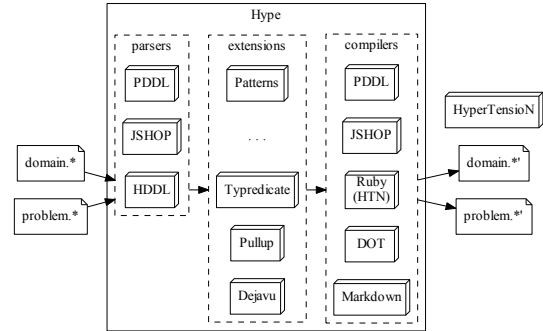 Hype
parsers
PDDL
JSHOP
HDDL
extensions
Patterns
. . .
Typredicate
Pullup
Dejavu
compilers
PDDL
JSHOP
Ruby
(HTN)
DOT
Markdown
HyperTensioN
domain.*
problem.*
domain.*'
problem.*'